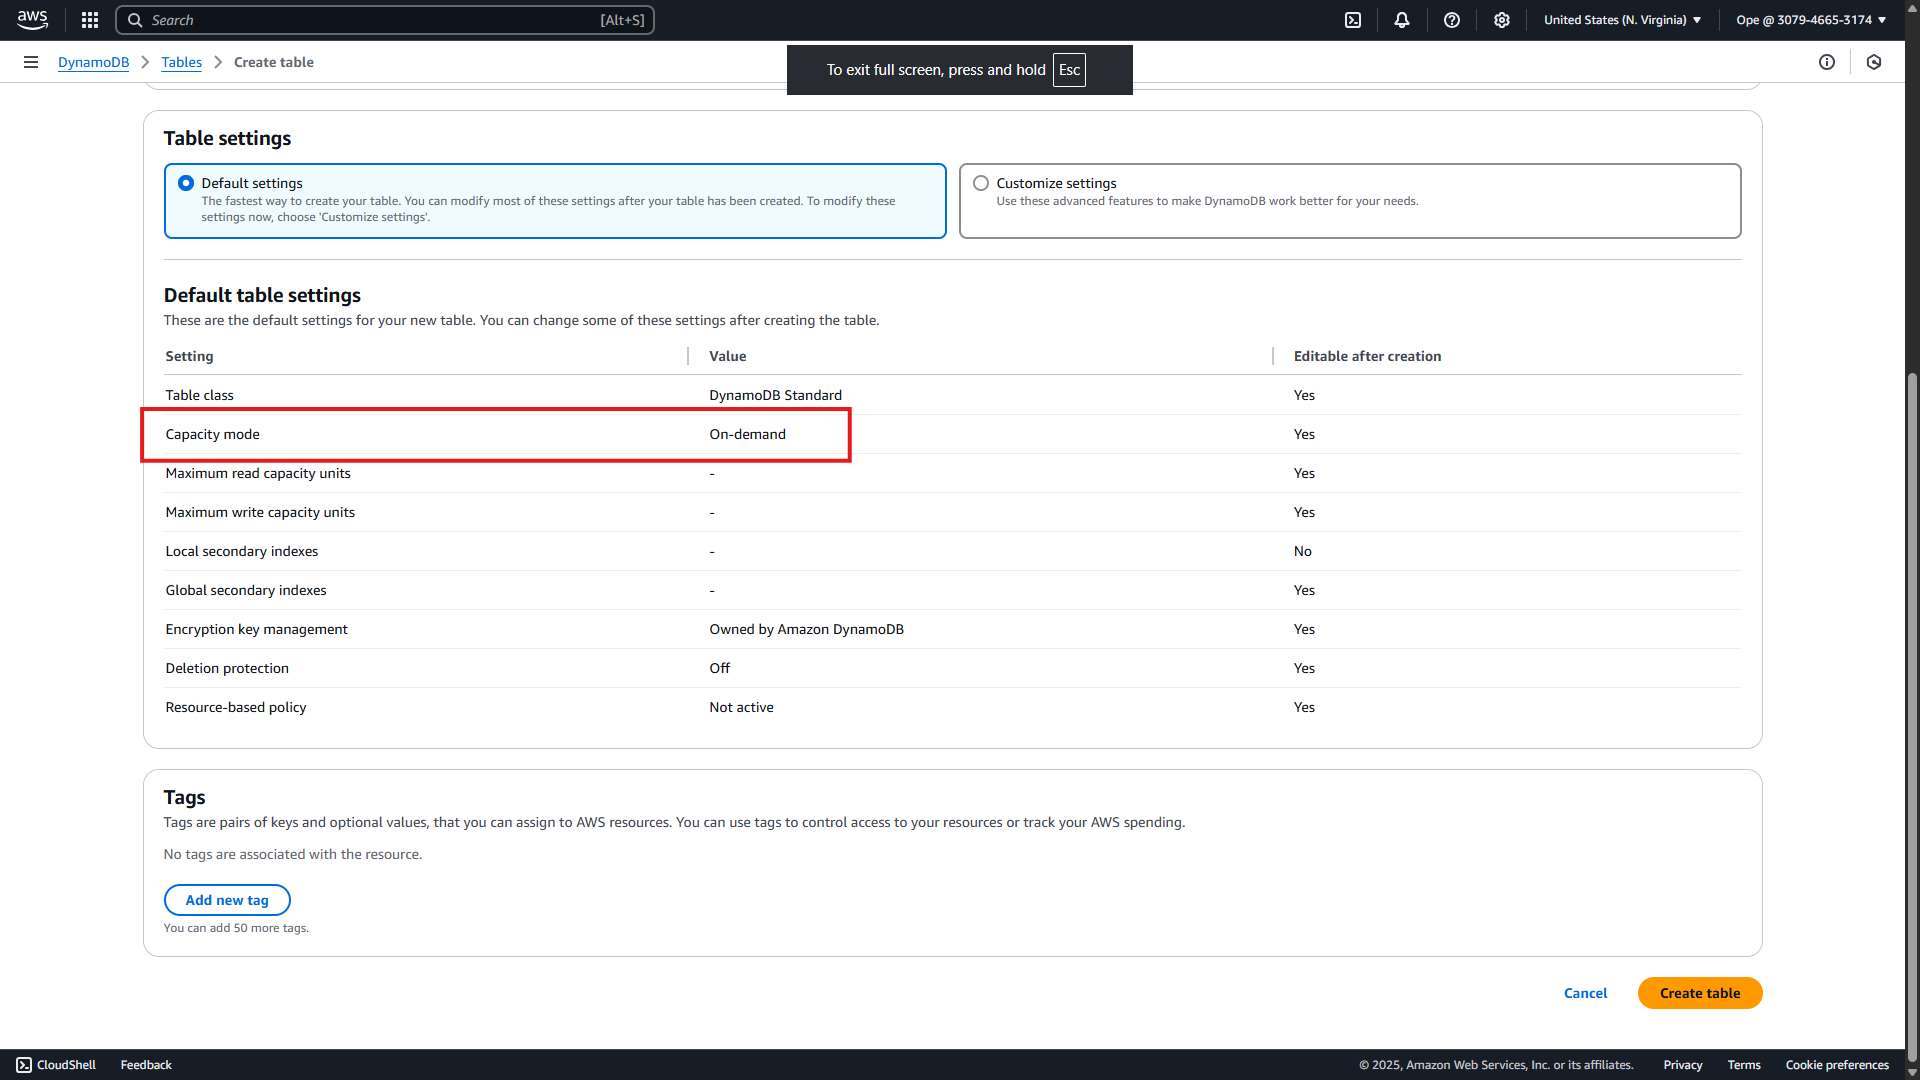 aws
Search [Alt+S]
United States (N. Virginia) ▼
Ope @ 3079-4665-3174 ▼
DynamoDB > Tables > Create table
To exit full screen, press and hold Esc
Table settings
Default settings
The fastest way to create your table. You can modify most of these settings after your table has been created. To modify these
settings now, choose 'Customize settings'.
Customize settings
Use these advanced features to make DynamoDB work better for your needs.
Default table settings
These are the default settings for your new table. You can change some of these settings after creating the table.
Setting Value Editable after creation
Table class DynamoDB Standard Yes
Capacity mode On-demand Yes
Maximum read capacity units - Yes
Maximum write capacity units - Yes
Local secondary indexes - No
Global secondary indexes - Yes
Encryption key management Owned by Amazon DynamoDB Yes
Deletion protection Off Yes
Resource-based policy Not active Yes
Tags
Tags are pairs of keys and optional values, that you can assign to AWS resources. You can use tags to control access to your resources or track your AWS spending.
No tags are associated with the resource.
Add new tag
You can add 50 more tags.
Cancel Create table
CloudShell Feedback © 2025, Amazon Web Services, Inc. or its affiliates. Privacy Terms Cookie preferences